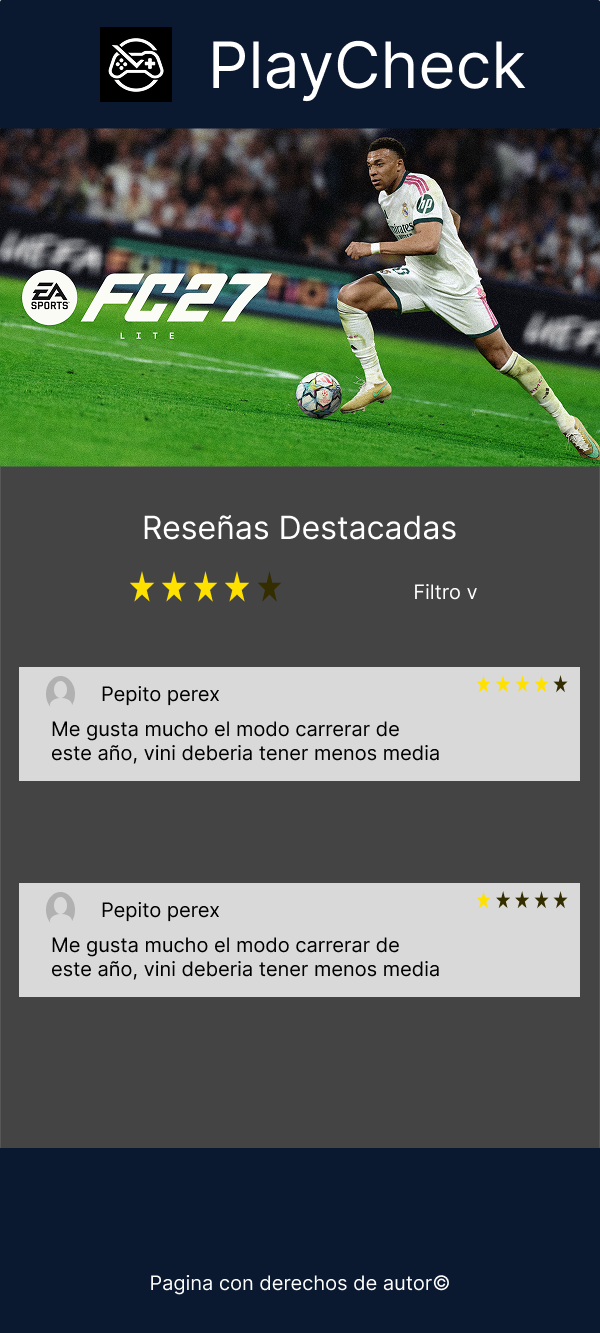 PlayCheck
hp
UEFA
EA
SPORTS
FC27
LITE
Reseñas Destacadas
Filtro v
Pepito perex
Me gusta mucho el modo carrerar de
este año, vini deberia tener menos media
Pepito perex
Me gusta mucho el modo carrerar de
este año, vini deberia tener menos media
Pagina con derechos de autor©